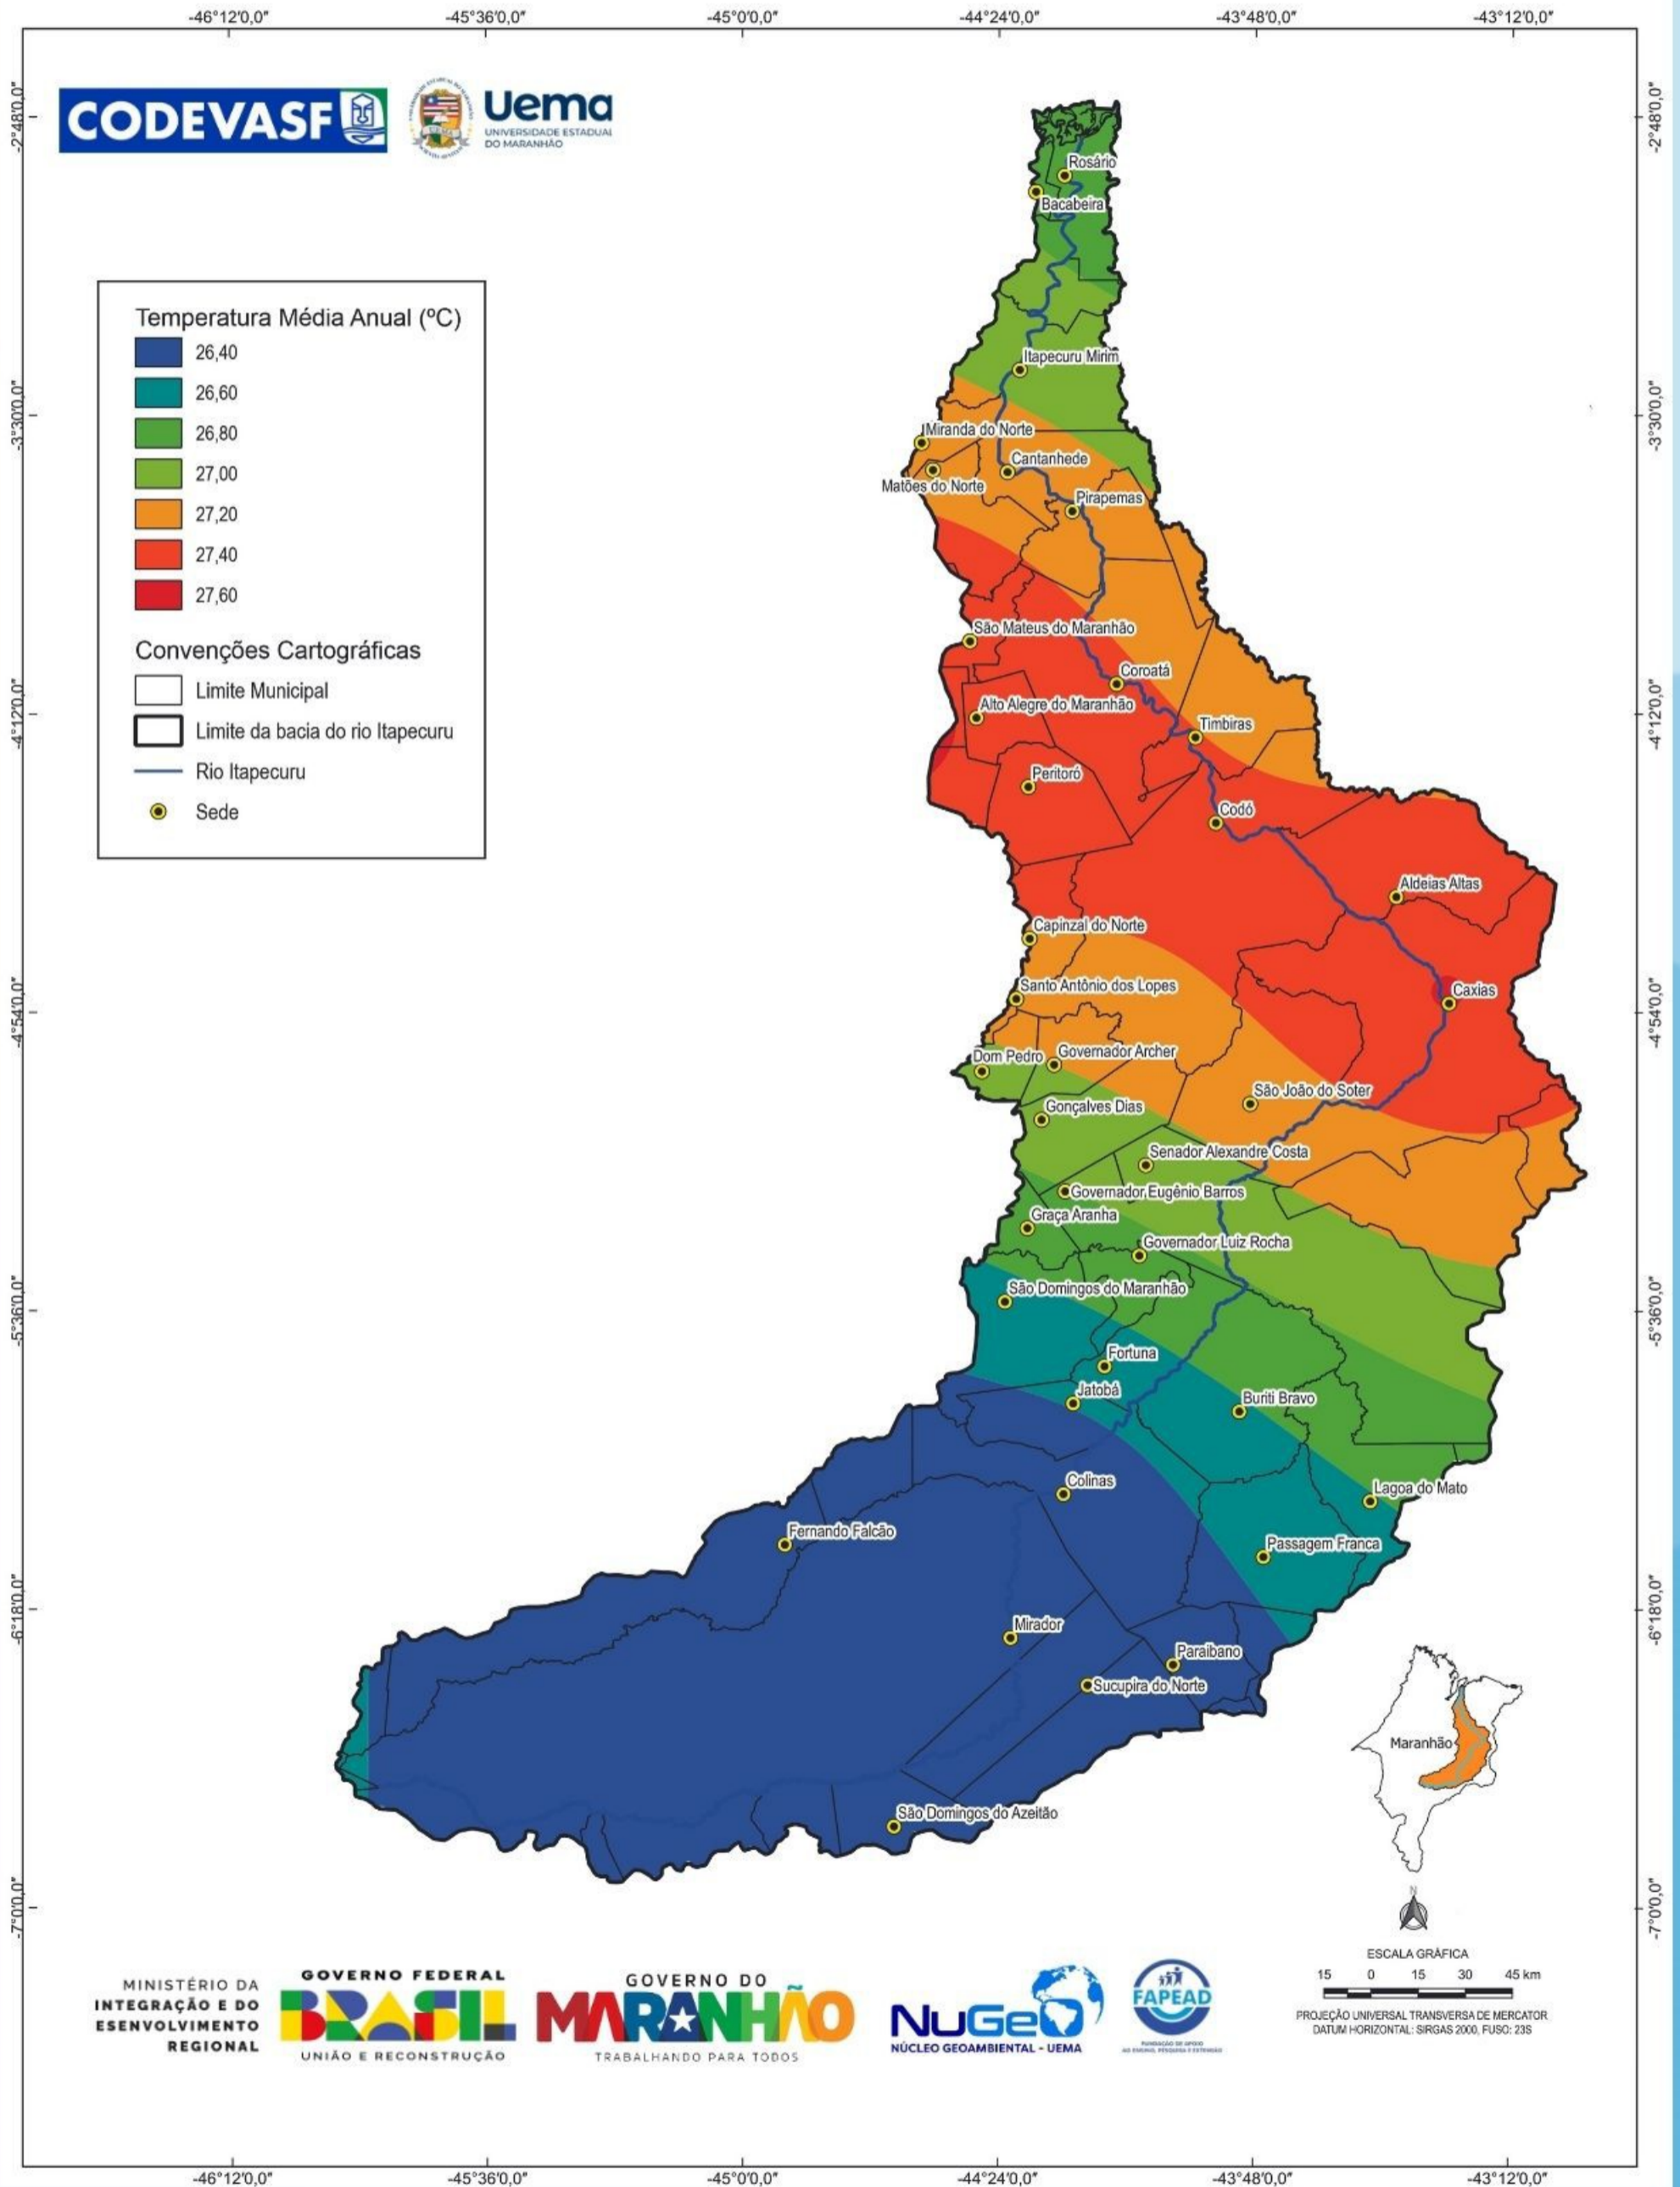 -46°12'0,0"
-45°36'0,0"
-45°0'0,0"
-44°24'0,0"
-43°48'0,0"
-43°12'0,0"
-2°48'0,0"
-2°48'0,0"
CODEVASF
Uema
UNIVERSIDADE ESTADUAL
DO MARANHÃO
Rosário
Bacabeira
Temperatura Média Anual (ºC)
26,40
26,60
26,80
27,00
27,20
27,40
27,60
Convenções Cartográficas
Limite Municipal
Limite da bacia do rio Itapecuru
Rio Itapecuru
Sede
Itapecuru Mirim
-3°30'0,0"
-3°30'0,0"
Miranda do Norte
Cantanhede
Matões do Norte
Pirapemas
São Mateus do Maranhão
Coroatá
Alto Alegre do Maranhão
-4°12'0,0"
-4°12'0,0"
Timbiras
Peritoró
Codó
Aldeias Altas
Capinzal do Norte
Santo Antônio dos Lopes
Caxias
-4°54'0,0"
-4°54'0,0"
Dom Pedro
Governador Archer
São João do Soter
Gonçalves Dias
Senador Alexandre Costa
Governador Eugênio Barros
Graça Aranha
Governador Luiz Rocha
São Domingos do Maranhão
-5°36'0,0"
-5°36'0,0"
Fortuna
Jatobá
Buriti Bravo
Colinas
Lagoa do Mato
Fernando Falcão
Passagem Franca
-6°18'0,0"
-6°18'0,0"
Mirador
Paraibano
Sucupira do Norte
Maranhão
São Domingos do Azeitão
-7°0'0,0"
-7°0'0,0"
N
ESCALA GRÁFICA
15 0 15 30 45 km
PROJEÇÃO UNIVERSAL TRANSVERSA DE MERCATOR
DATUM HORIZONTAL: SIRGAS 2000, FUSO: 23S
MINISTÉRIO DA
INTEGRAÇÃO E DO
ESENVOLVIMENTO
REGIONAL
GOVERNO FEDERAL
BRASIL
UNIÃO E RECONSTRUÇÃO
GOVERNO DO
MARANHÃO
TRABALHANDO PARA TODOS
NuGeo
NÚCLEO GEOAMBIENTAL - UEMA
FAPEAD
FUNDAÇÃO DE APOIO
AO ENSINO, PESQUISA E EXTENSÃO
-46°12'0,0"
-45°36'0,0"
-45°0'0,0"
-44°24'0,0"
-43°48'0,0"
-43°12'0,0"